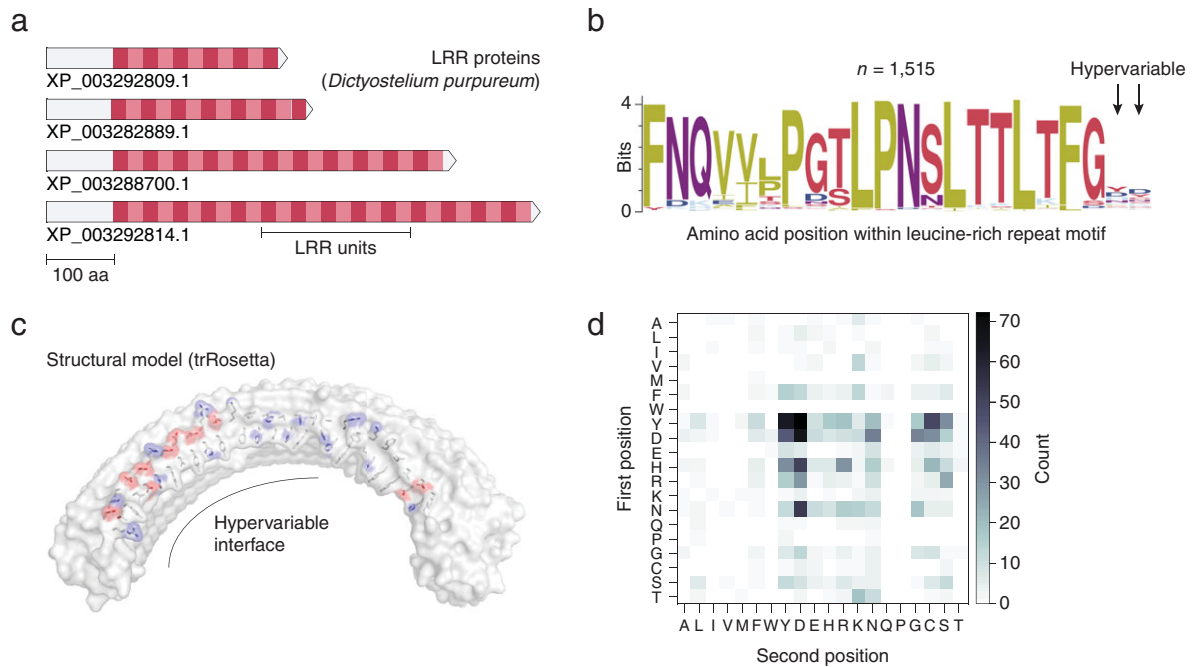 a
LRR proteins
(Dictyostelium purpureum)
XP_003292809.1
XP_003282889.1
XP_003288700.1
XP_003292814.1
LRR units
100 aa
b
n = 1,515
Hypervariable
4
Bits
0
FNQVVLPGTLPNSLTTLTFG
Amino acid position within leucine-rich repeat motif
c
Structural model (trRosetta)
Hypervariable
interface
d
First position
A
L
I
V
M
F
W
Y
D
E
H
R
K
N
Q
P
G
C
S
T
A L I V M F W Y D E H R K N Q P G C S T
Second position
70
60
50
40
30
20
10
0
Count